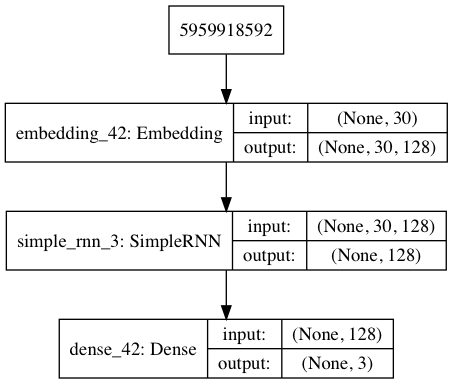 5959918592
embedding_42: Embedding
input:
(None, 30)
output:
(None, 30, 128)
simple_rnn_3: SimpleRNN
input:
(None, 30, 128)
output:
(None, 128)
dense_42: Dense
input:
(None, 128)
output:
(None, 3)